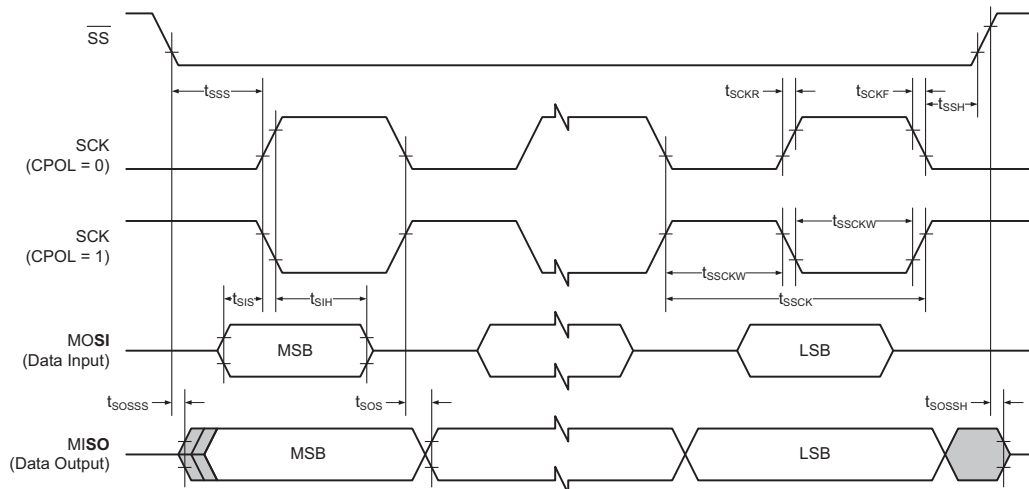 SS
tSSS
tSCKR
tSCKF
tSSH
SCK
(CPOL = 0)
SCK
(CPOL = 1)
tSSCKW
tSSCKW
tSSCK
tSIS
tSIH
MOSI
(Data Input)
MSB
LSB
tSOSSS
tSOS
tSOSSH
MISO
(Data Output)
MSB
LSB